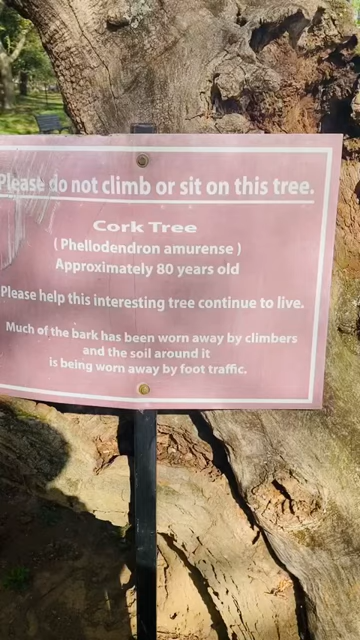 Please do not climb or sit on this tree.
Cork Tree
( Phellodendron amurense )
Approximately 80 years old
Please help this interesting tree continue to live.
Much of the bark has been worn away by climbers
and the soil around it
is being worn away by foot traffic.